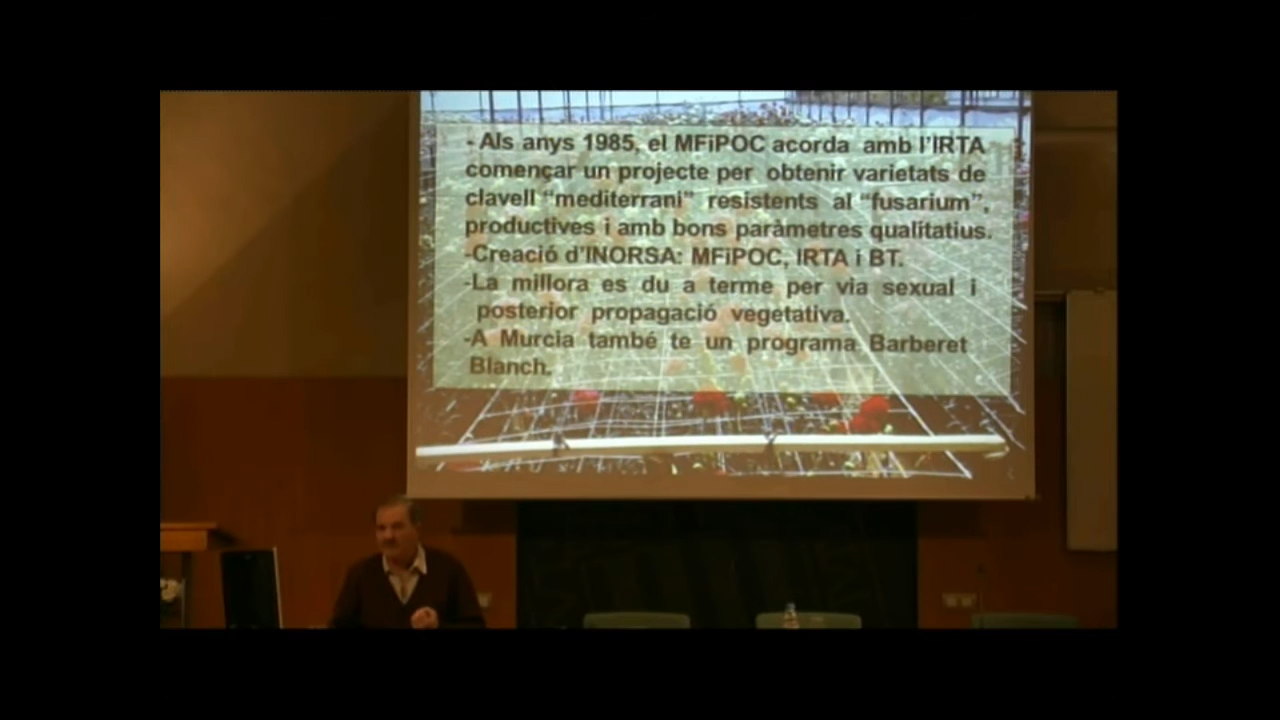 - Als anys 1985, el MFiPOC acorda amb l'IRTA
començar un projecte per obtenir varietats de
clavell "mediterrani" resistents al "fusarium",
productives i amb bons paràmetres qualitatius.
-Creació d'INORSA: MFiPOC, IRTA i BT.
-La millora es du a terme per via sexual i
posterior propagació vegetativa.
-A Murcia també te un programa Barberet
Blanch.